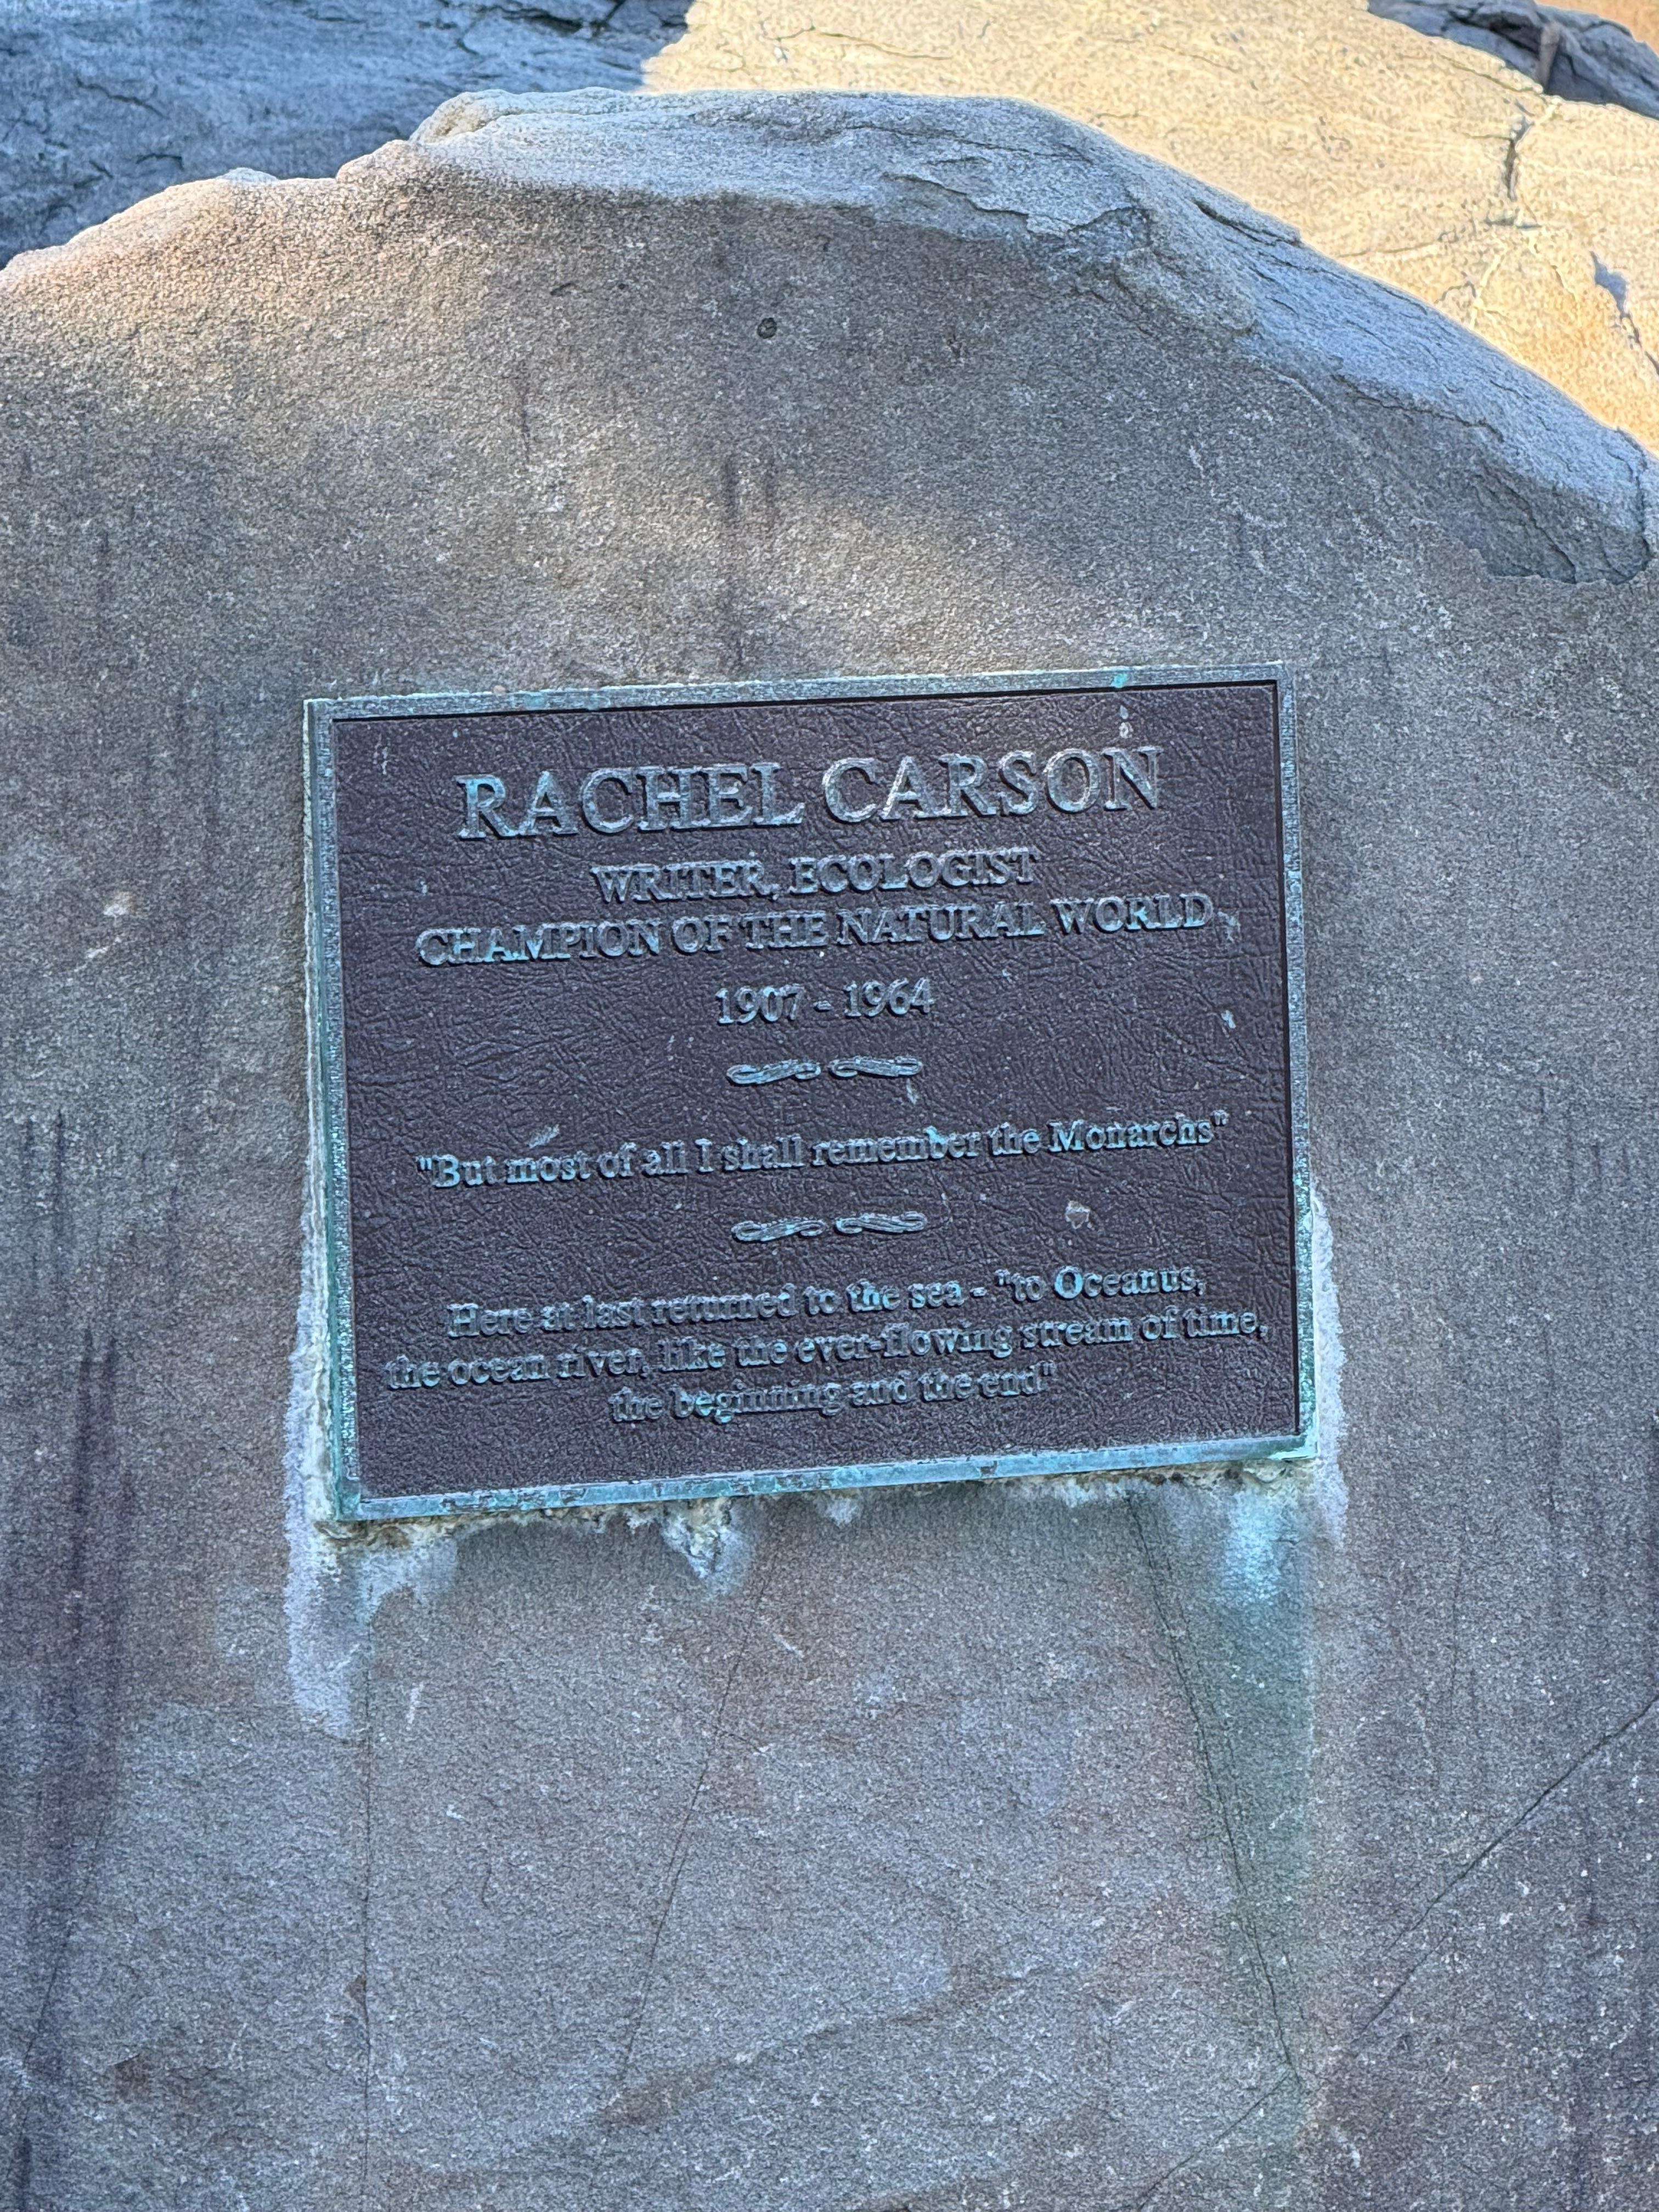 RACHEL CARSON
WRITER, ECOLOGIST
CHAMPION OF THE NATURAL WORLD
1907 - 1964
"But most of all I shall remember the Monarchs"
Here at last returned to the sea - "to Oceanus,
the ocean river, like the ever-flowing stream of time,
the beginning and the end"